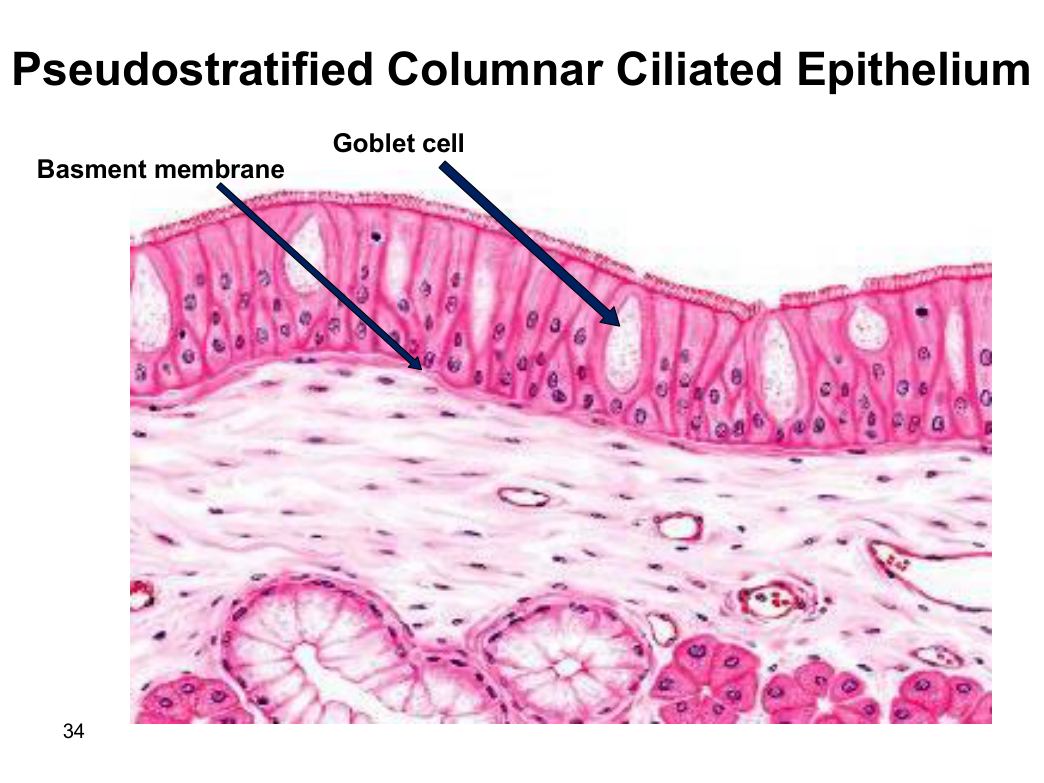 Pseudostratified Columnar Ciliated Epithelium
Goblet cell
Basment membrane
34